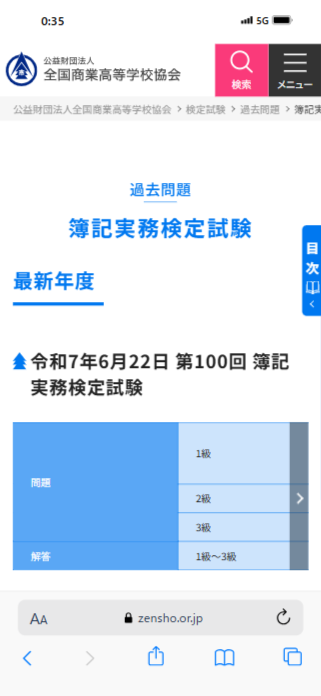 0:35
5G
公益財団法人
全国商業高等学校協会
検索
メニュー
公益財団法人全国商業高等学校協会 > 検定試験 > 過去問題 > 簿記実
過去問題
簿記実務検定試験
目次
最新年度
令和7年6月22日 第100回 簿記
実務検定試験
問題
1級
2級
3級
解答
1級〜3級
AA
zensho.or.jp